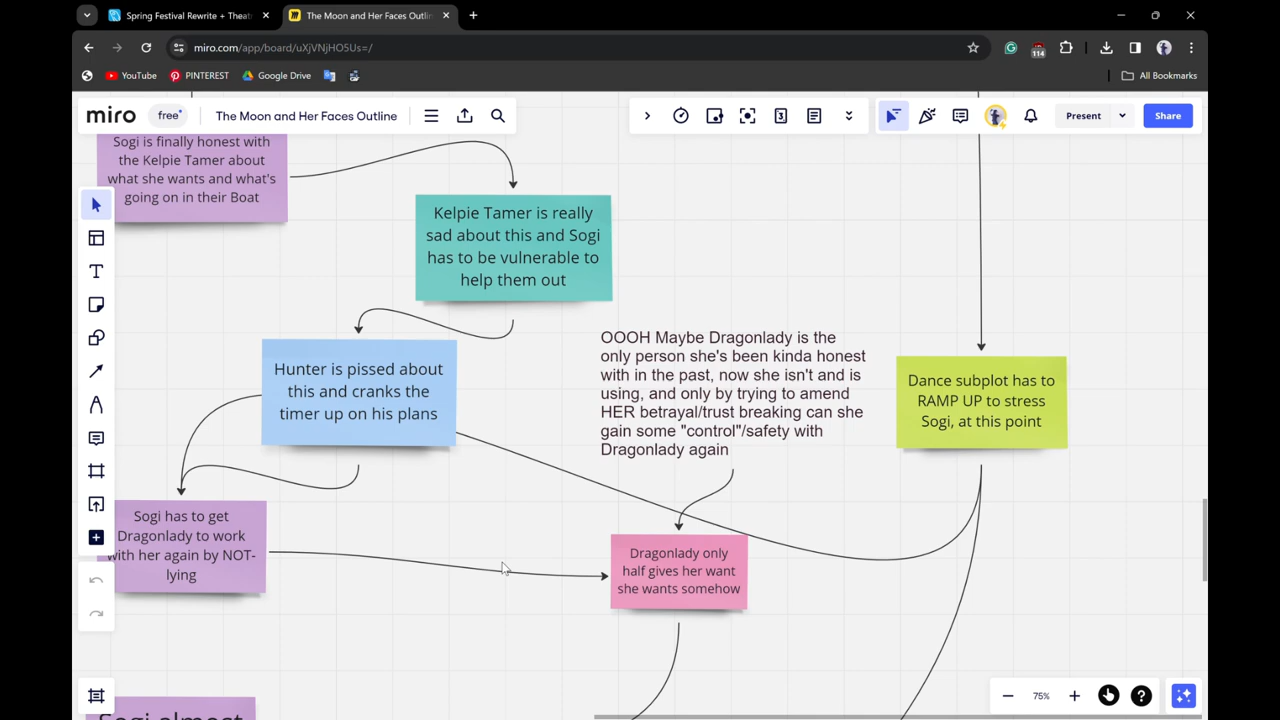 Spring Festival Rewrite + Theat
The Moon and Her Faces Outlin
miro.com/app/board/uXjVNjHO5Us=/
114
YouTube
PINTEREST
Google Drive
All Bookmarks
miro
free
The Moon and Her Faces Outline
3
Present
Share
Sogi is finally honest with
the Kelpie Tamer about
what she wants and what's
going on in their Boat
Kelpie Tamer is really
sad about this and Sogi
has to be vulnerable to
help them out
Hunter is pissed about
this and cranks the
timer up on his plans
OOOH Maybe Dragonlady is the
only person she's been kinda honest
with in the past, now she isn't and is
using, and only by trying to amend
HER betrayal/trust breaking can she
gain some "control"/safety with
Dragonlady again
Dance subplot has to
RAMP UP to stress
Sogi, at this point
Sogi has to get
Dragonlady to work
with her again by NOT-
lying
Dragonlady only
half gives her want
she wants somehow
Sogi almost
75%